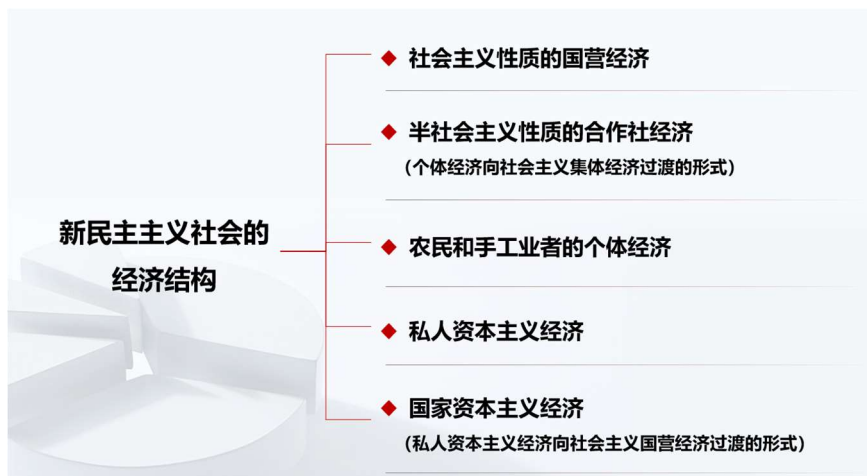 新民主主义社会的
经济结构
社会主义性质的国营经济
半社会主义性质的合作社经济
（个体经济向社会主义集体经济过渡的形式）
农民和手工业者的个体经济
私人资本主义经济
国家资本主义经济
（私人资本主义经济向社会主义国营经济过渡的形式）